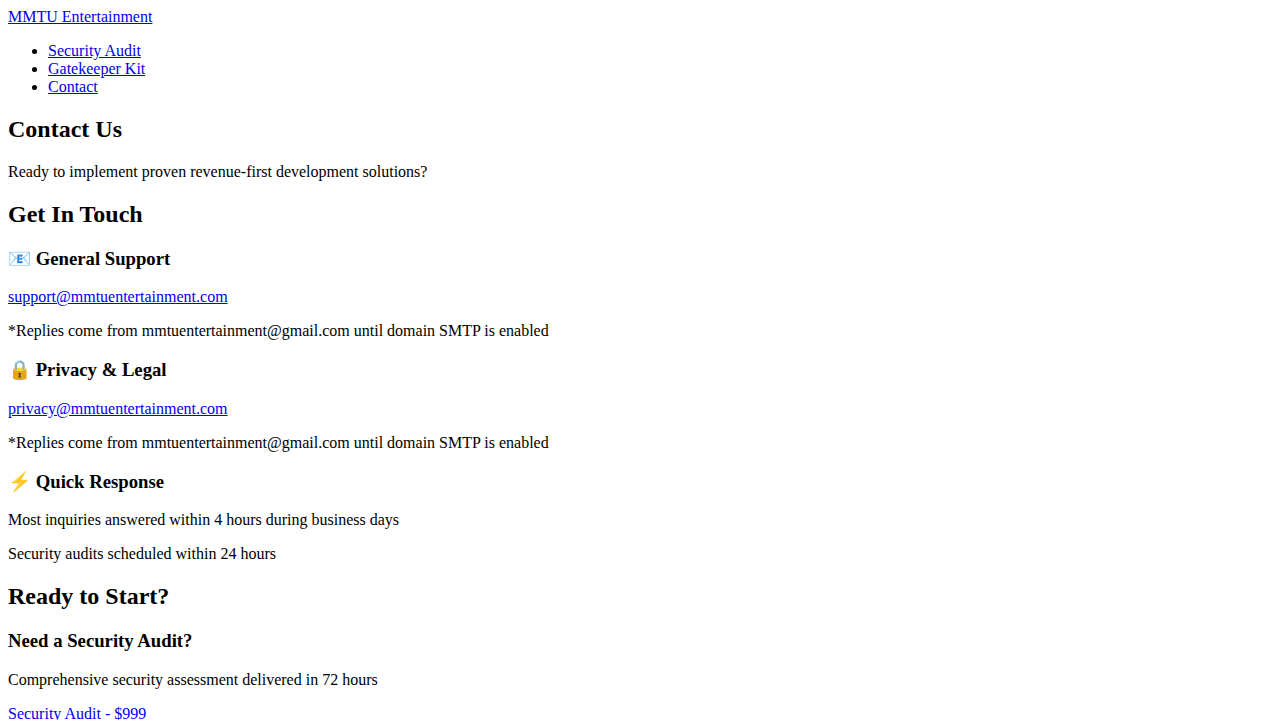 MMTU Entertainment
Security Audit
Gatekeeper Kit
Contact
Contact Us
Ready to implement proven revenue-first development solutions?
Get In Touch
📧 General Support
support@mmtuentertainment.com
*Replies come from mmtuentertainment@gmail.com until domain SMTP is enabled
🔒 Privacy & Legal
privacy@mmtuentertainment.com
*Replies come from mmtuentertainment@gmail.com until domain SMTP is enabled
⚡ Quick Response
Most inquiries answered within 4 hours during business days
Security audits scheduled within 24 hours
Ready to Start?
Need a Security Audit?
Comprehensive security assessment delivered in 72 hours
Security Audit - $999